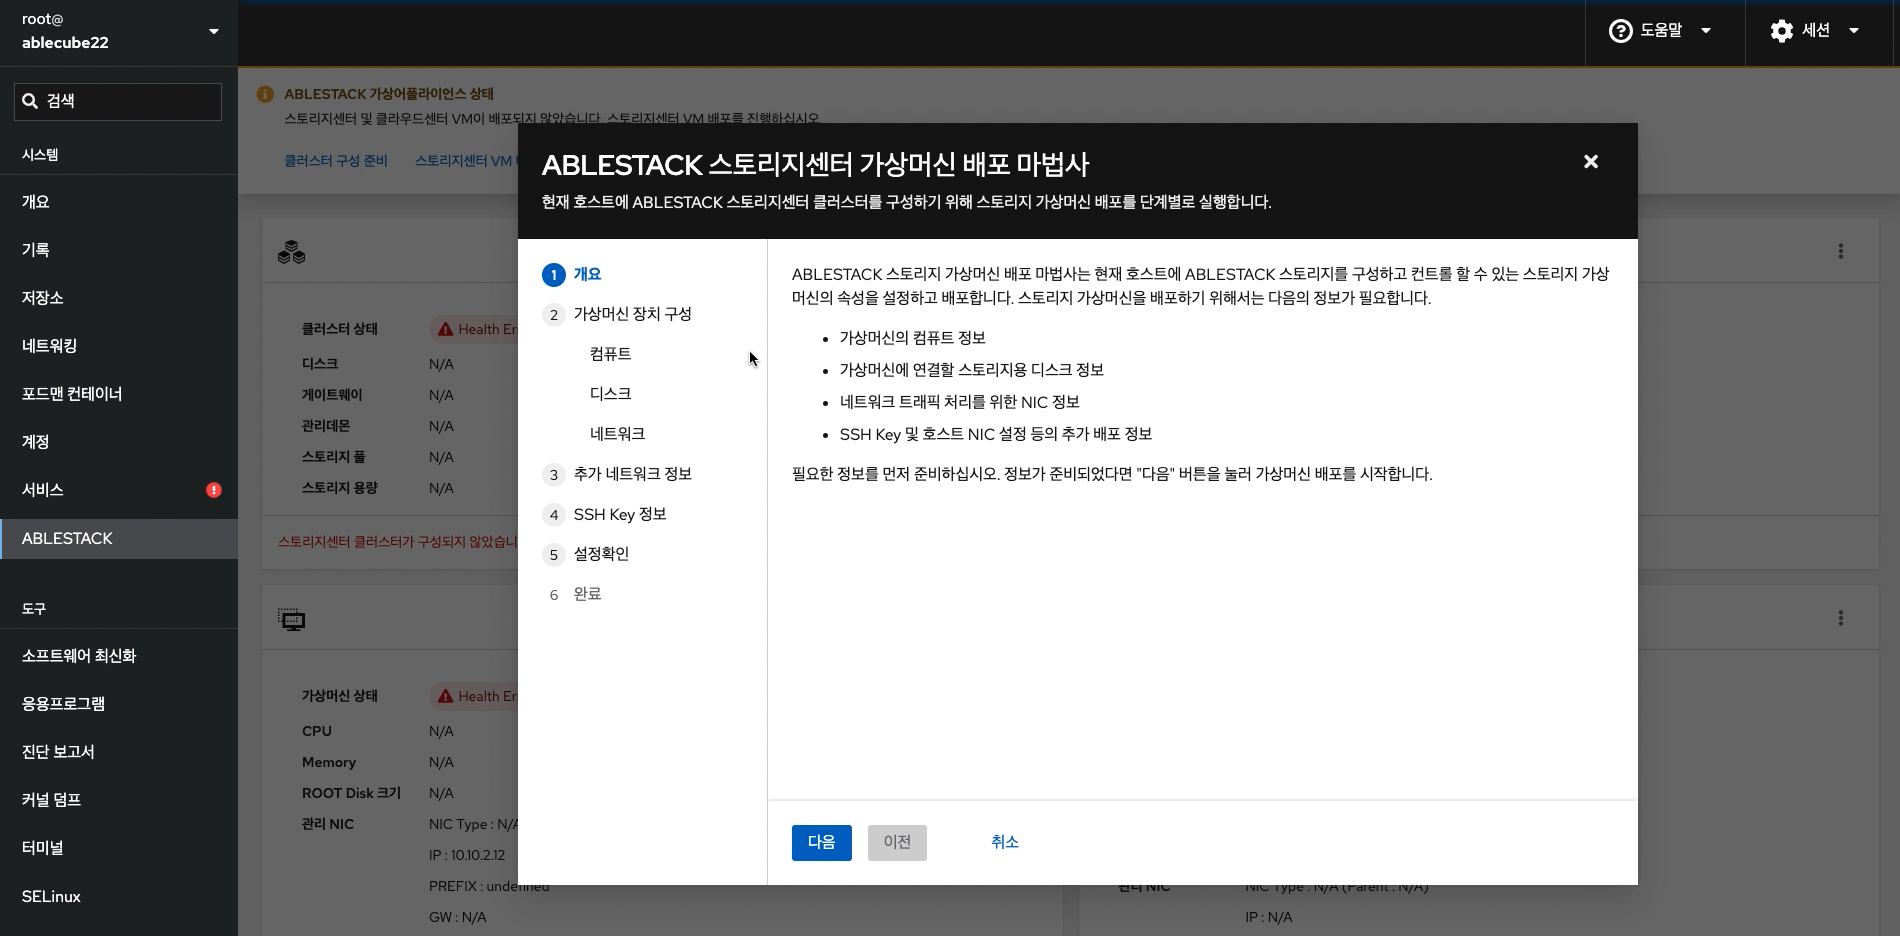 root@
ablecube22
도움말
세션
검색
시스템
개요
기록
저장소
네트워킹
포드맨 컨테이너
계정
서비스
ABLESTACK
도구
소프트웨어 최신화
응용프로그램
진단 보고서
커널 덤프
터미널
SELinux
ABLESTACK 가상어플라이언스 상태
스토리지센터 및 클라우드센터 VM이 배포되지 않았습니다. 스토리지센터 VM 배포를 진행하십시오.
클러스터 구성 준비
스토리지센터 VM
클러스터 상태
Health Er
디스크
N/A
게이트웨이
N/A
관리데몬
N/A
스토리지 풀
N/A
스토리지 용량
N/A
스토리지센터 클러스터가 구성되지 않았습니
가상머신 상태
Health Er
CPU
N/A
Memory
N/A
ROOT Disk 크기
N/A
관리 NIC
NIC Type : N/A
IP : 10.10.2.12
PREFIX : undefined
GW : N/A
관리 NIC
NIC Type : N/A (Parent : N/A)
IP : N/A
ABLESTACK 스토리지센터 가상머신 배포 마법사
현재 호스트에 ABLESTACK 스토리지센터 클러스터를 구성하기 위해 스토리지 가상머신 배포를 단계별로 실행합니다.
1 개요
2 가상머신 장치 구성
컴퓨트
디스크
네트워크
3 추가 네트워크 정보
4 SSH Key 정보
5 설정확인
6 완료
ABLESTACK 스토리지 가상머신 배포 마법사는 현재 호스트에 ABLESTACK 스토리지를 구성하고 컨트롤 할 수 있는 스토리지 가상
머신의 속성을 설정하고 배포합니다. 스토리지 가상머신을 배포하기 위해서는 다음의 정보가 필요합니다.
• 가상머신의 컴퓨트 정보
• 가상머신에 연결할 스토리지용 디스크 정보
• 네트워크 트래픽 처리를 위한 NIC 정보
• SSH Key 및 호스트 NIC 설정 등의 추가 배포 정보
필요한 정보를 먼저 준비하십시오. 정보가 준비되었다면 "다음" 버튼을 눌러 가상머신 배포를 시작합니다.
다음
이전
취소